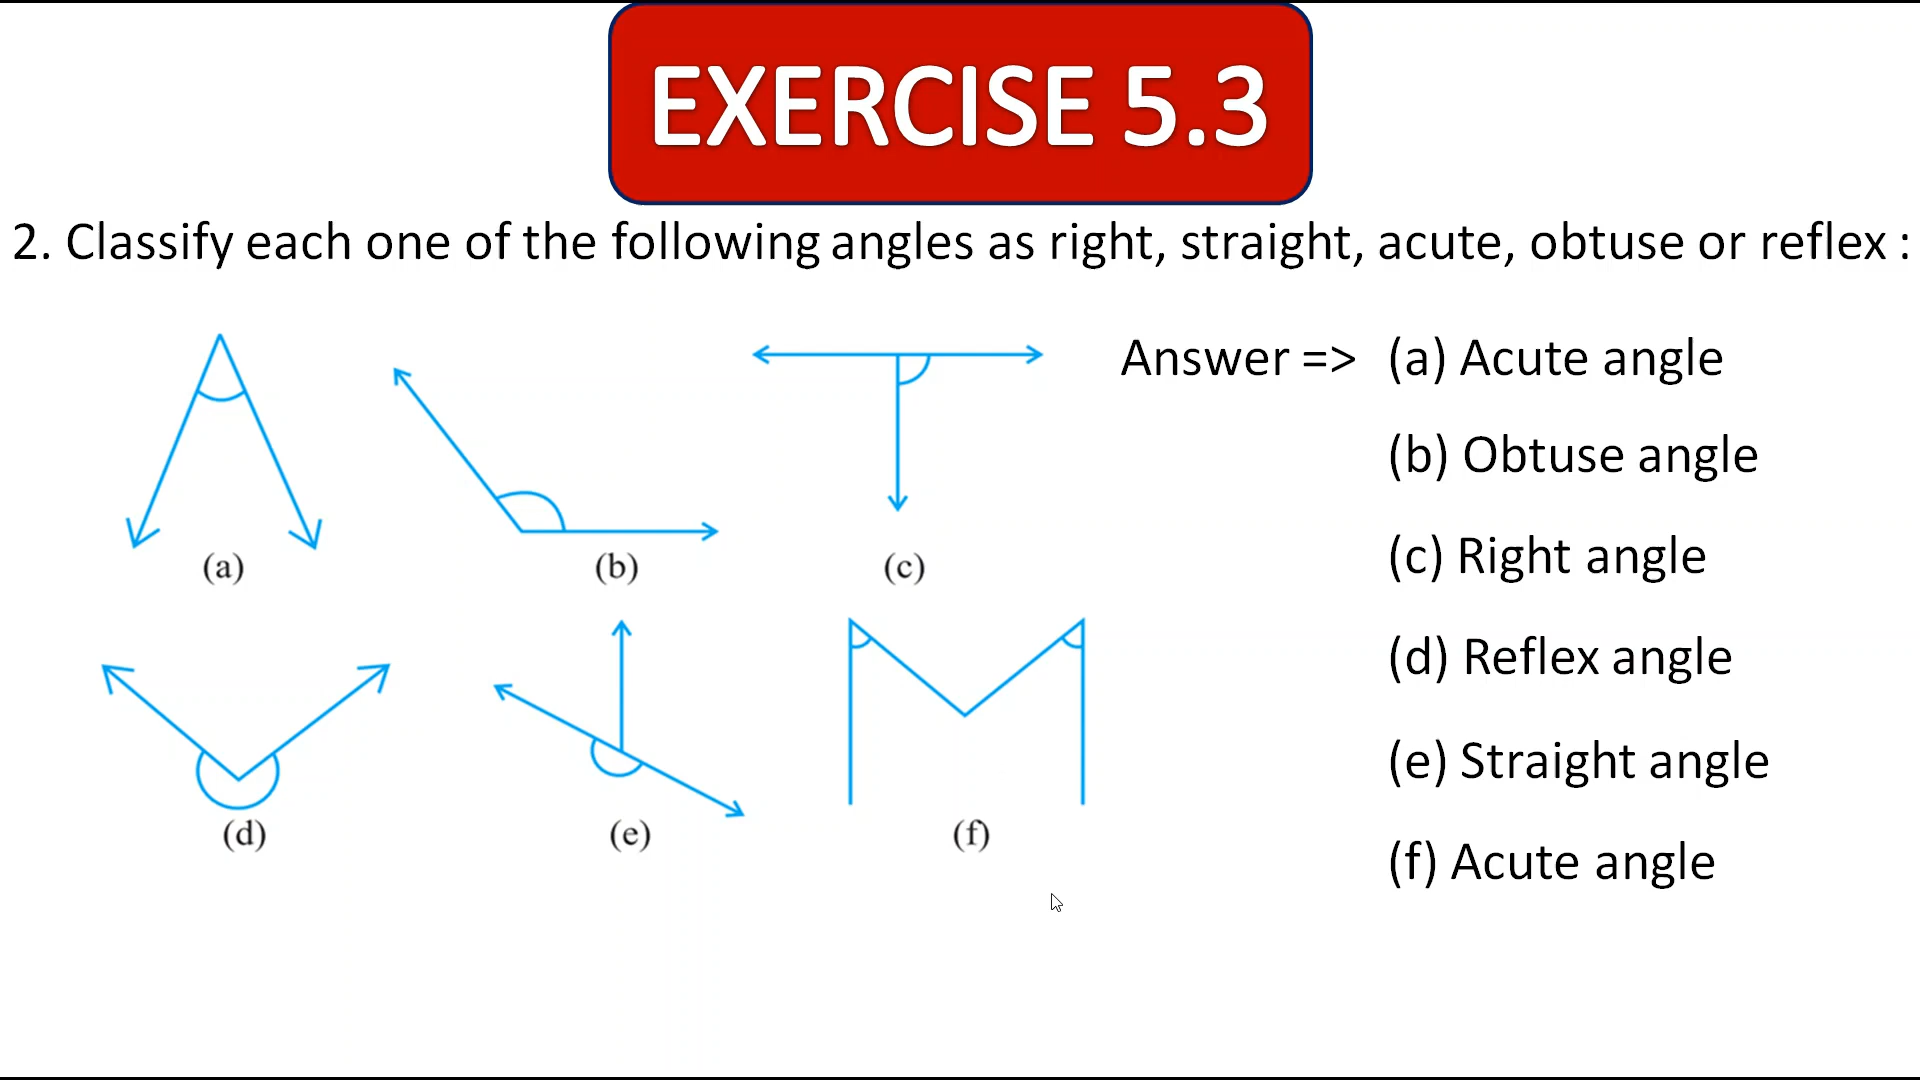 EXERCISE 5.3
2. Classify each one of the following angles as right, straight, acute, obtuse or reflex :
Answer => (a) Acute angle
(b) Obtuse angle
(c) Right angle
(d) Reflex angle
(e) Straight angle
(f) Acute angle
(a) (b) (c)
(d) (e) (f)